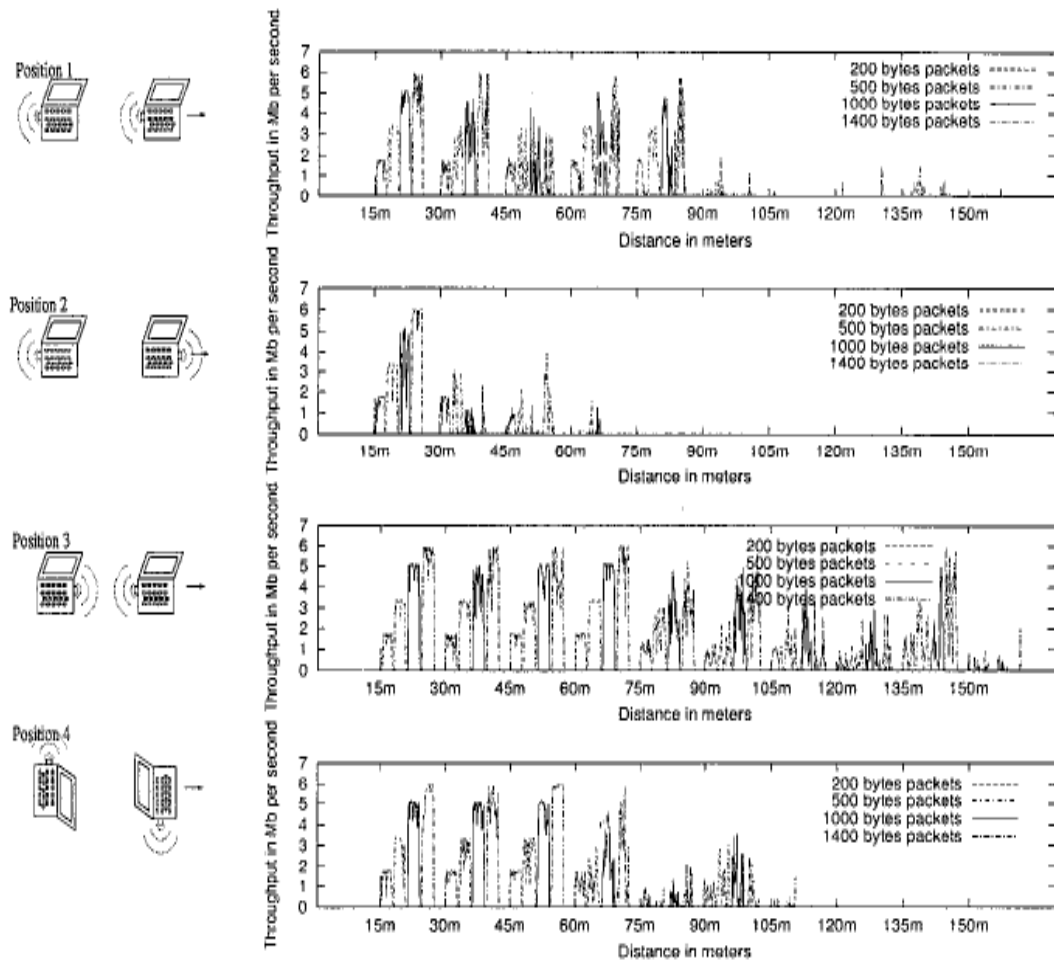 Position 1
Throughput in Mb per second
7
6
5
4
3
2
1
0
200 bytes packets
500 bytes packets
1000 bytes packets
1400 bytes packets
15m 30m 45m 60m 75m 90m 105m 120m 135m 150m
Distance in meters
Position 2
Throughput in Mb per second
7
6
5
4
3
2
1
0
200 bytes packets
500 bytes packets
1000 bytes packets
1400 bytes packets
15m 30m 45m 60m 75m 90m 105m 120m 135m 150m
Distance in meters
Position 3
Throughput in Mb per second
7
6
5
4
3
2
1
0
200 bytes packets
500 bytes packets
1000 bytes packets
1400 bytes packets
15m 30m 45m 60m 75m 90m 105m 120m 135m 150m
Distance in meters
Position 4
Throughput in Mb per second
7
6
5
4
3
2
1
0
200 bytes packets
500 bytes packets
1000 bytes packets
1400 bytes packets
15m 30m 45m 60m 75m 90m 105m 120m 135m 150m
Distance in meters